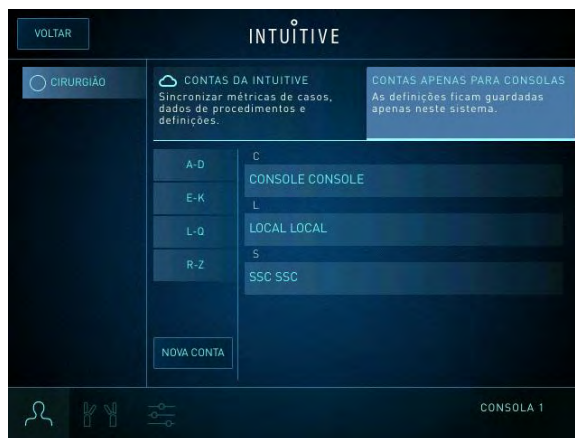 VOLTAR
INTUITIVE
CIRURGIÃO
CONTAS DA INTUITIVE
Sincronizar métricas de casos,
dados de procedimentos e
definições.
CONTAS APENAS PARA CONSOLAS
As definições ficam guardadas
apenas neste sistema.
A-D
E-K
L-Q
R-Z
C
CONSOLE CONSOLE
L
LOCAL LOCAL
S
SSC SSC
NOVA CONTA
CONSOLA 1